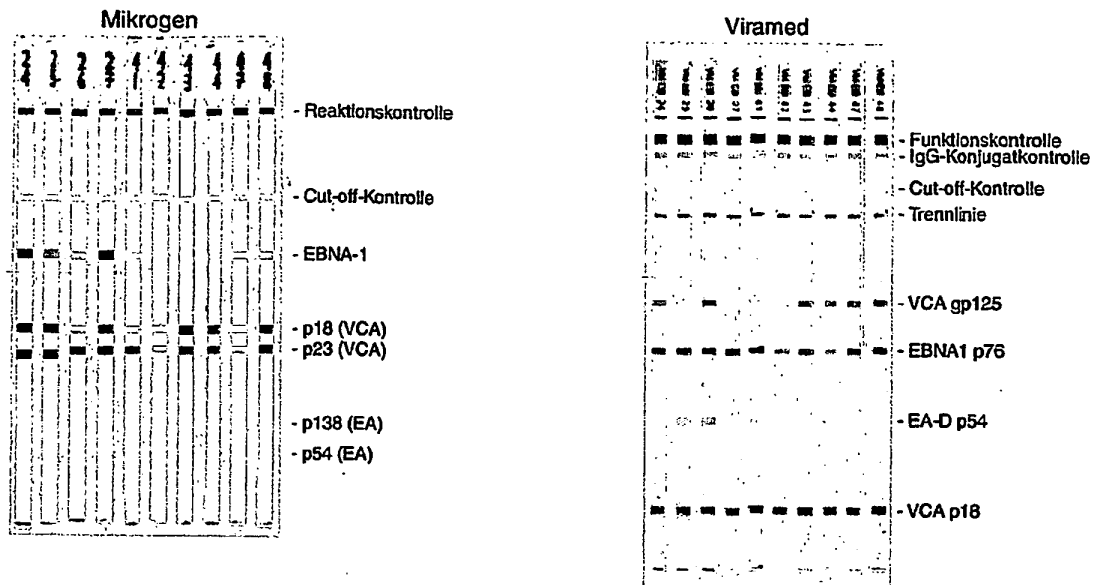 Mikrogen
- Reaktionskontrolle
- Cut-off-Kontrolle
- EBNA-1
- p18 (VCA)
- p23 (VCA)
- p138 (EA)
- p54 (EA)
Viramed
- Funktionskontrolle
- IgG-Konjugatkontrolle
- Cut-off-Kontrolle
- Trennlinie
- VCA gp125
- EBNA1 p76
- EA-D p54
- VCA p18